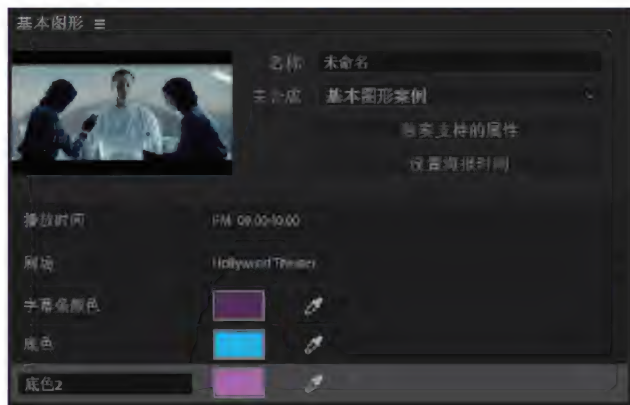 基本图形
名称 未命名
主合成 基本图形案例
独奏支持的属性
设置海报时间
播放时间 PM 09:00-10:00
剧场 Hollywood Theater
字幕条颜色
底色
底色2